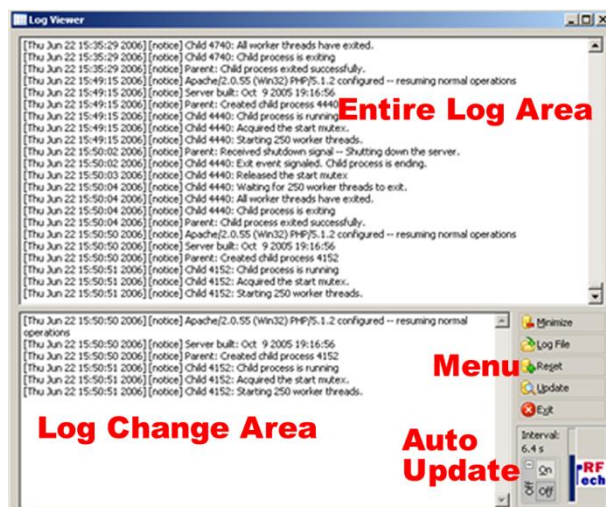 Log Viewer
[Thu Jun 22 15:35:29 2006] [notice] Child 4740: All worker threads have exited.
[Thu Jun 22 15:35:29 2006] [notice] Child 4740: Child process is exiting
[Thu Jun 22 15:35:29 2006] [notice] Parent: Child process exited successfully.
[Thu Jun 22 15:49:15 2006] [notice] Apache/2.0.55 (Win32) PHP/5.1.2 configured -- resuming normal operations
[Thu Jun 22 15:49:15 2006] [notice] Server built: Oct 9 2005 19:16:56
[Thu Jun 22 15:49:15 2006] [notice] Parent: Created child process 4440
[Thu Jun 22 15:49:15 2006] [notice] Child 4440: Child process is running
[Thu Jun 22 15:49:15 2006] [notice] Child 4440: Acquired the start mutex.
[Thu Jun 22 15:49:15 2006] [notice] Child 4440: Starting 250 worker threads.
[Thu Jun 22 15:50:02 2006] [notice] Parent: Received shutdown signal -- Shutting down the server.
[Thu Jun 22 15:50:02 2006] [notice] Child 4440: Exit event signaled. Child process is ending.
[Thu Jun 22 15:50:03 2006] [notice] Child 4440: Released the start mutex
[Thu Jun 22 15:50:04 2006] [notice] Child 4440: Waiting for 250 worker threads to exit.
[Thu Jun 22 15:50:04 2006] [notice] Child 4440: All worker threads have exited.
[Thu Jun 22 15:50:04 2006] [notice] Child 4440: Child process is exiting
[Thu Jun 22 15:50:04 2006] [notice] Parent: Child process exited successfully.
[Thu Jun 22 15:50:50 2006] [notice] Apache/2.0.55 (Win32) PHP/5.1.2 configured -- resuming normal operations
[Thu Jun 22 15:50:50 2006] [notice] Server built: Oct 9 2005 19:16:56
[Thu Jun 22 15:50:50 2006] [notice] Parent: Created child process 4152
[Thu Jun 22 15:50:51 2006] [notice] Child 4152: Child process is running
[Thu Jun 22 15:50:51 2006] [notice] Child 4152: Acquired the start mutex.
[Thu Jun 22 15:50:51 2006] [notice] Child 4152: Starting 250 worker threads.
Entire Log Area
[Thu Jun 22 15:50:50 2006] [notice] Apache/2.0.55 (Win32) PHP/5.1.2 configured -- resuming normal
operations
[Thu Jun 22 15:50:50 2006] [notice] Server built: Oct 9 2005 19:16:56
[Thu Jun 22 15:50:50 2006] [notice] Parent: Created child process 4152
[Thu Jun 22 15:50:51 2006] [notice] Child 4152: Child process is running
[Thu Jun 22 15:50:51 2006] [notice] Child 4152: Acquired the start mutex.
[Thu Jun 22 15:50:51 2006] [notice] Child 4152: Starting 250 worker threads.
Log Change Area
Menu
Minimize
Log File
Reset
Update
Exit
Auto
Update
Interval:
6.4 s
On
Off
Off
RF
ech